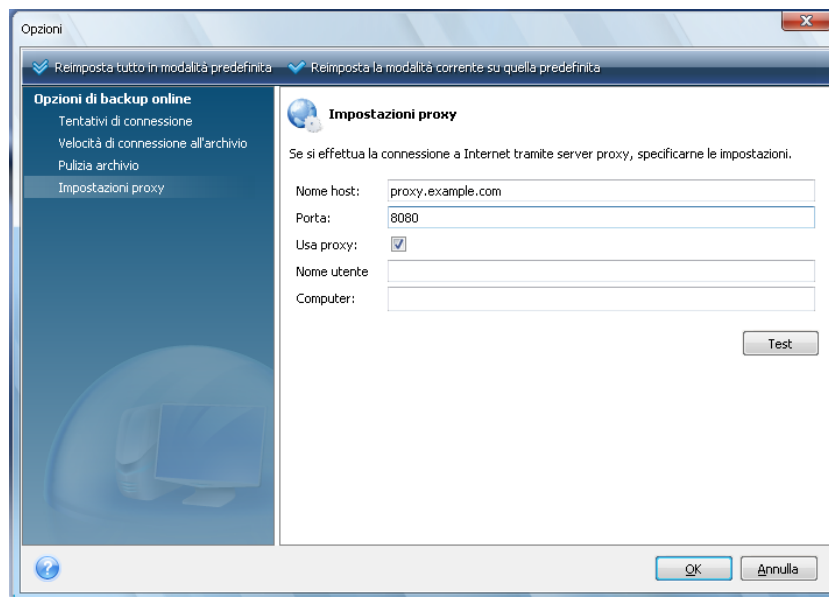 Opzioni
Reimposta tutto in modalità predefinita
Reimposta la modalità corrente su quella predefinita
Opzioni di backup online
Tentativi di connessione
Velocità di connessione all'archivio
Pulizia archivio
Impostazioni proxy
Impostazioni proxy
Se si effettua la connessione a Internet tramite server proxy, specificarne le impostazioni.
Nome host: proxy.example.com
Porta: 8080
Usa proxy:
Nome utente
Computer:
Test
OK Annulla